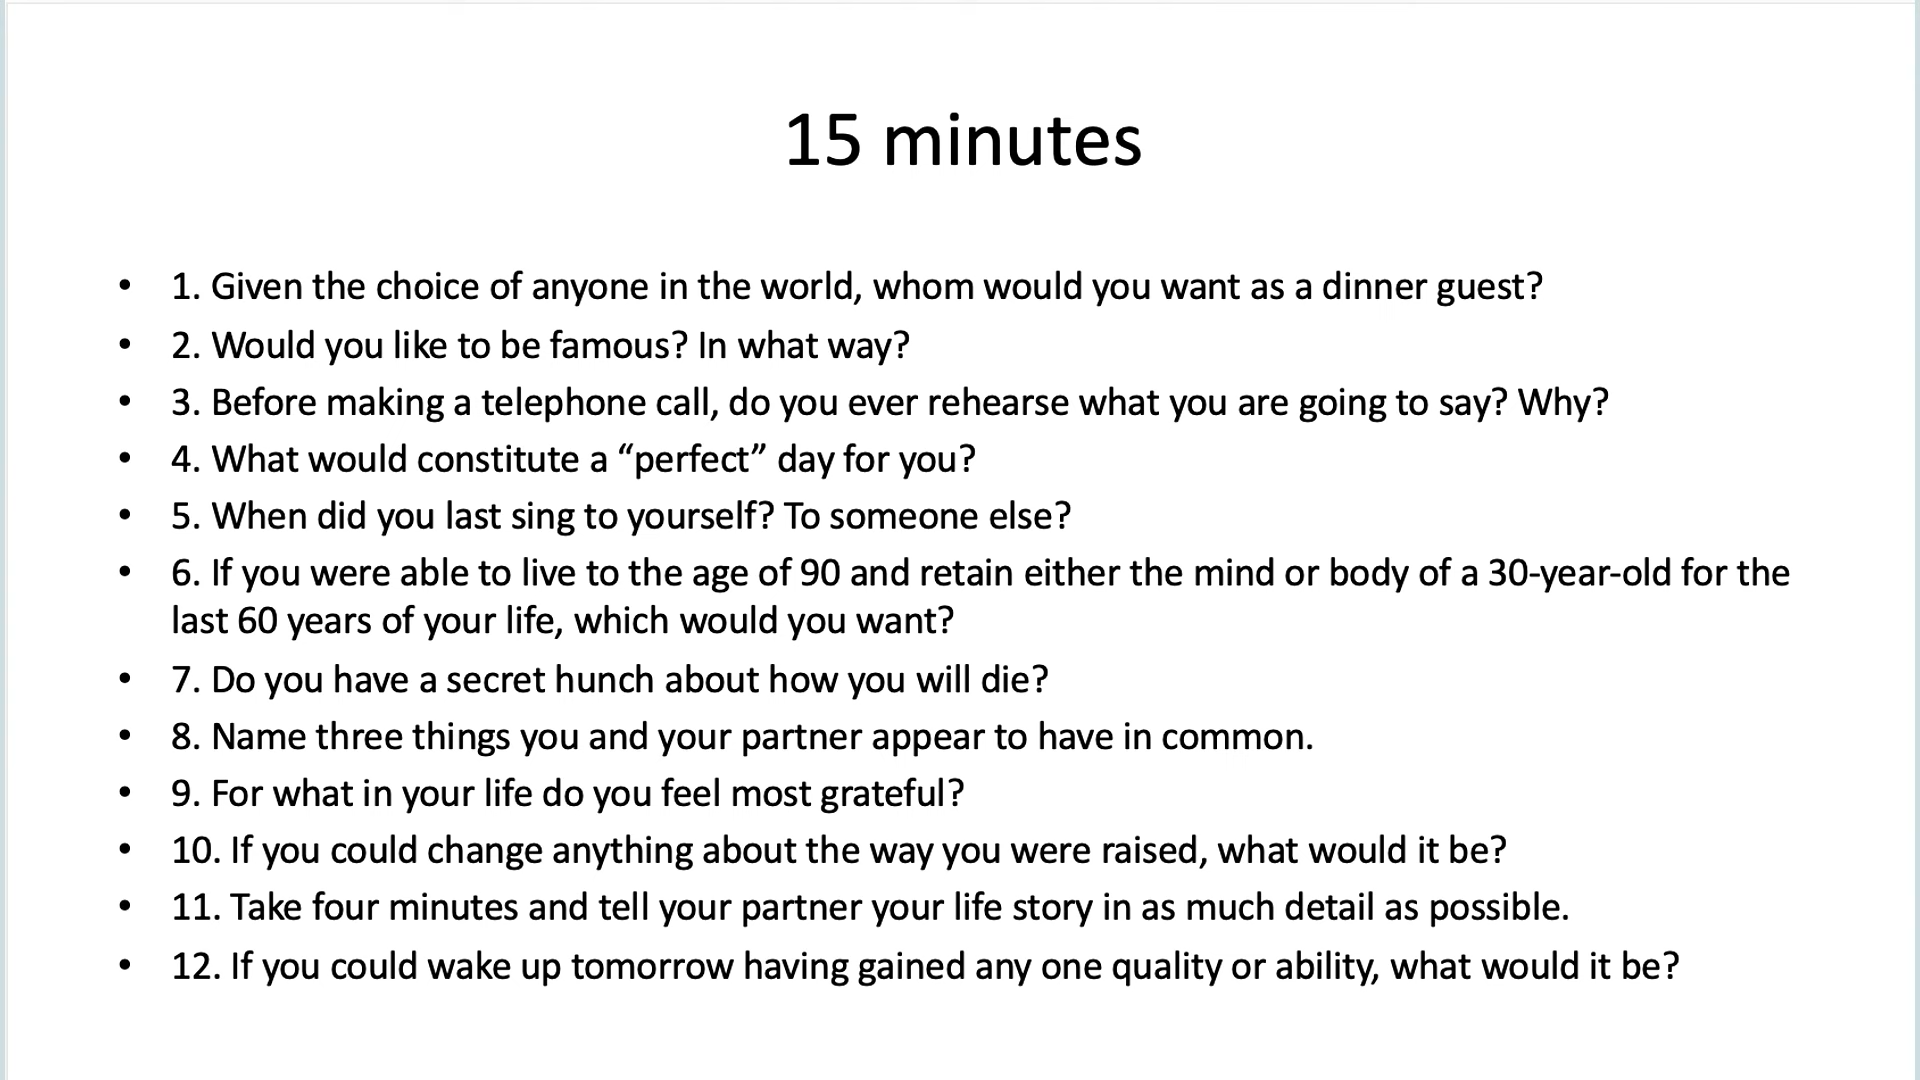 15 minutes
• 1. Given the choice of anyone in the world, whom would you want as a dinner guest?
• 2. Would you like to be famous? In what way?
• 3. Before making a telephone call, do you ever rehearse what you are going to say? Why?
• 4. What would constitute a “perfect” day for you?
• 5. When did you last sing to yourself? To someone else?
• 6. If you were able to live to the age of 90 and retain either the mind or body of a 30-year-old for the
last 60 years of your life, which would you want?
• 7. Do you have a secret hunch about how you will die?
• 8. Name three things you and your partner appear to have in common.
• 9. For what in your life do you feel most grateful?
• 10. If you could change anything about the way you were raised, what would it be?
• 11. Take four minutes and tell your partner your life story in as much detail as possible.
• 12. If you could wake up tomorrow having gained any one quality or ability, what would it be?